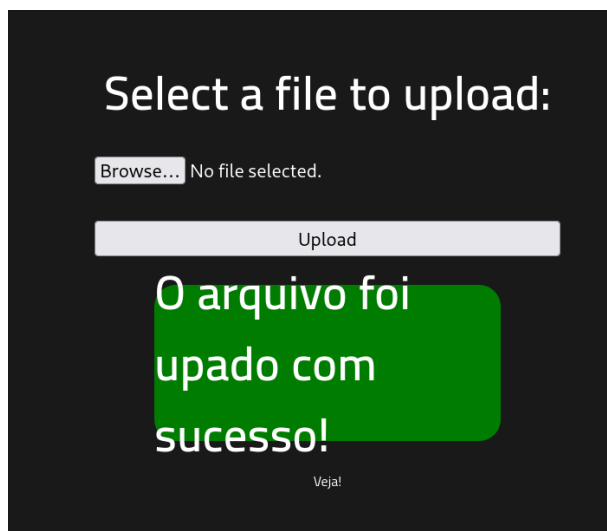 Select a file to upload:
Browse... No file selected.
Upload
O arquivo foi
upado com
sucesso!
Veja!